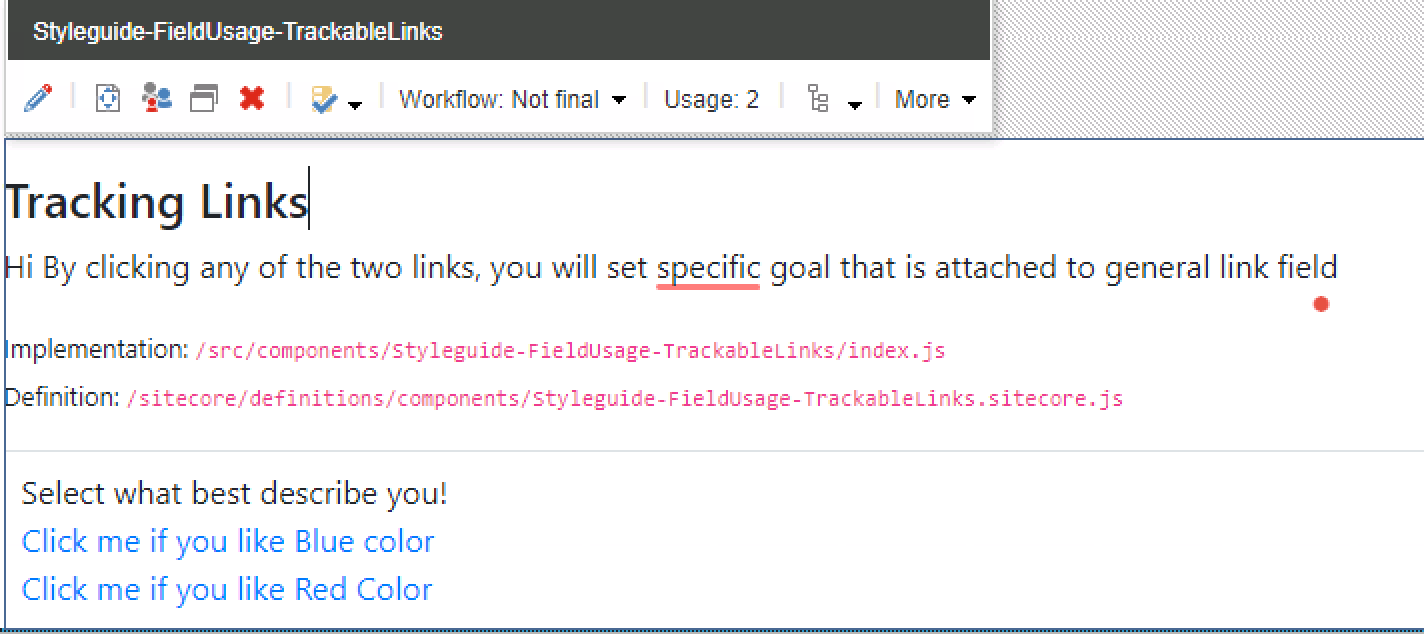 Styleguide-FieldUsage-TrackableLinks
Workflow: Not final Usage: 2 More
Tracking Links
Hi By clicking any of the two links, you will set specific goal that is attached to general link field
Implementation: /src/components/Styleguide-FieldUsage-TrackableLinks/index.js
Definition: /sitecore/definitions/components/Styleguide-FieldUsage-TrackableLinks.sitecore.js
Select what best describe you!
Click me if you like Blue color
Click me if you like Red Color